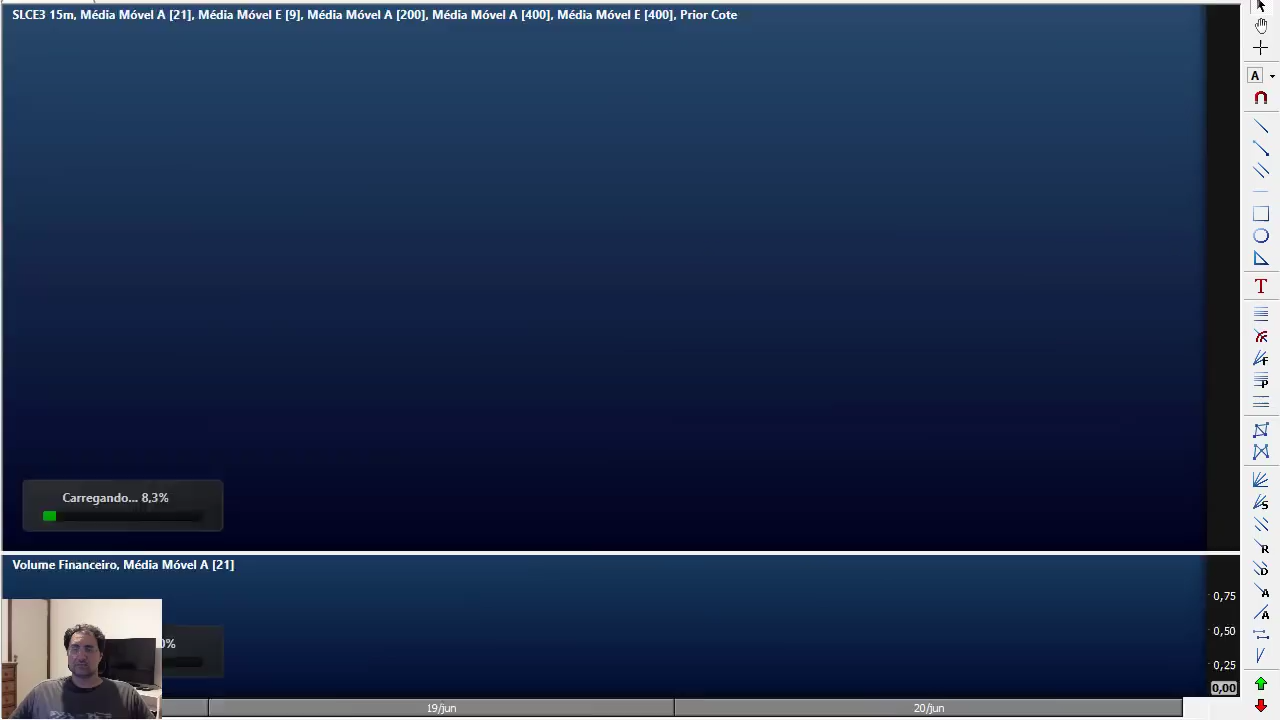 SLCE3 15m, Média Móvel A [21], Média Móvel E [9], Média Móvel A [200], Média Móvel A [400], Média Móvel E [400], Prior Cote
A
T
F
P
Carregando... 8,3%
S
R
Volume Financeiro, Média Móvel A [21]
D
0,75
A
A
0,50
0%
0,25
0,00
19/jun
20/jun